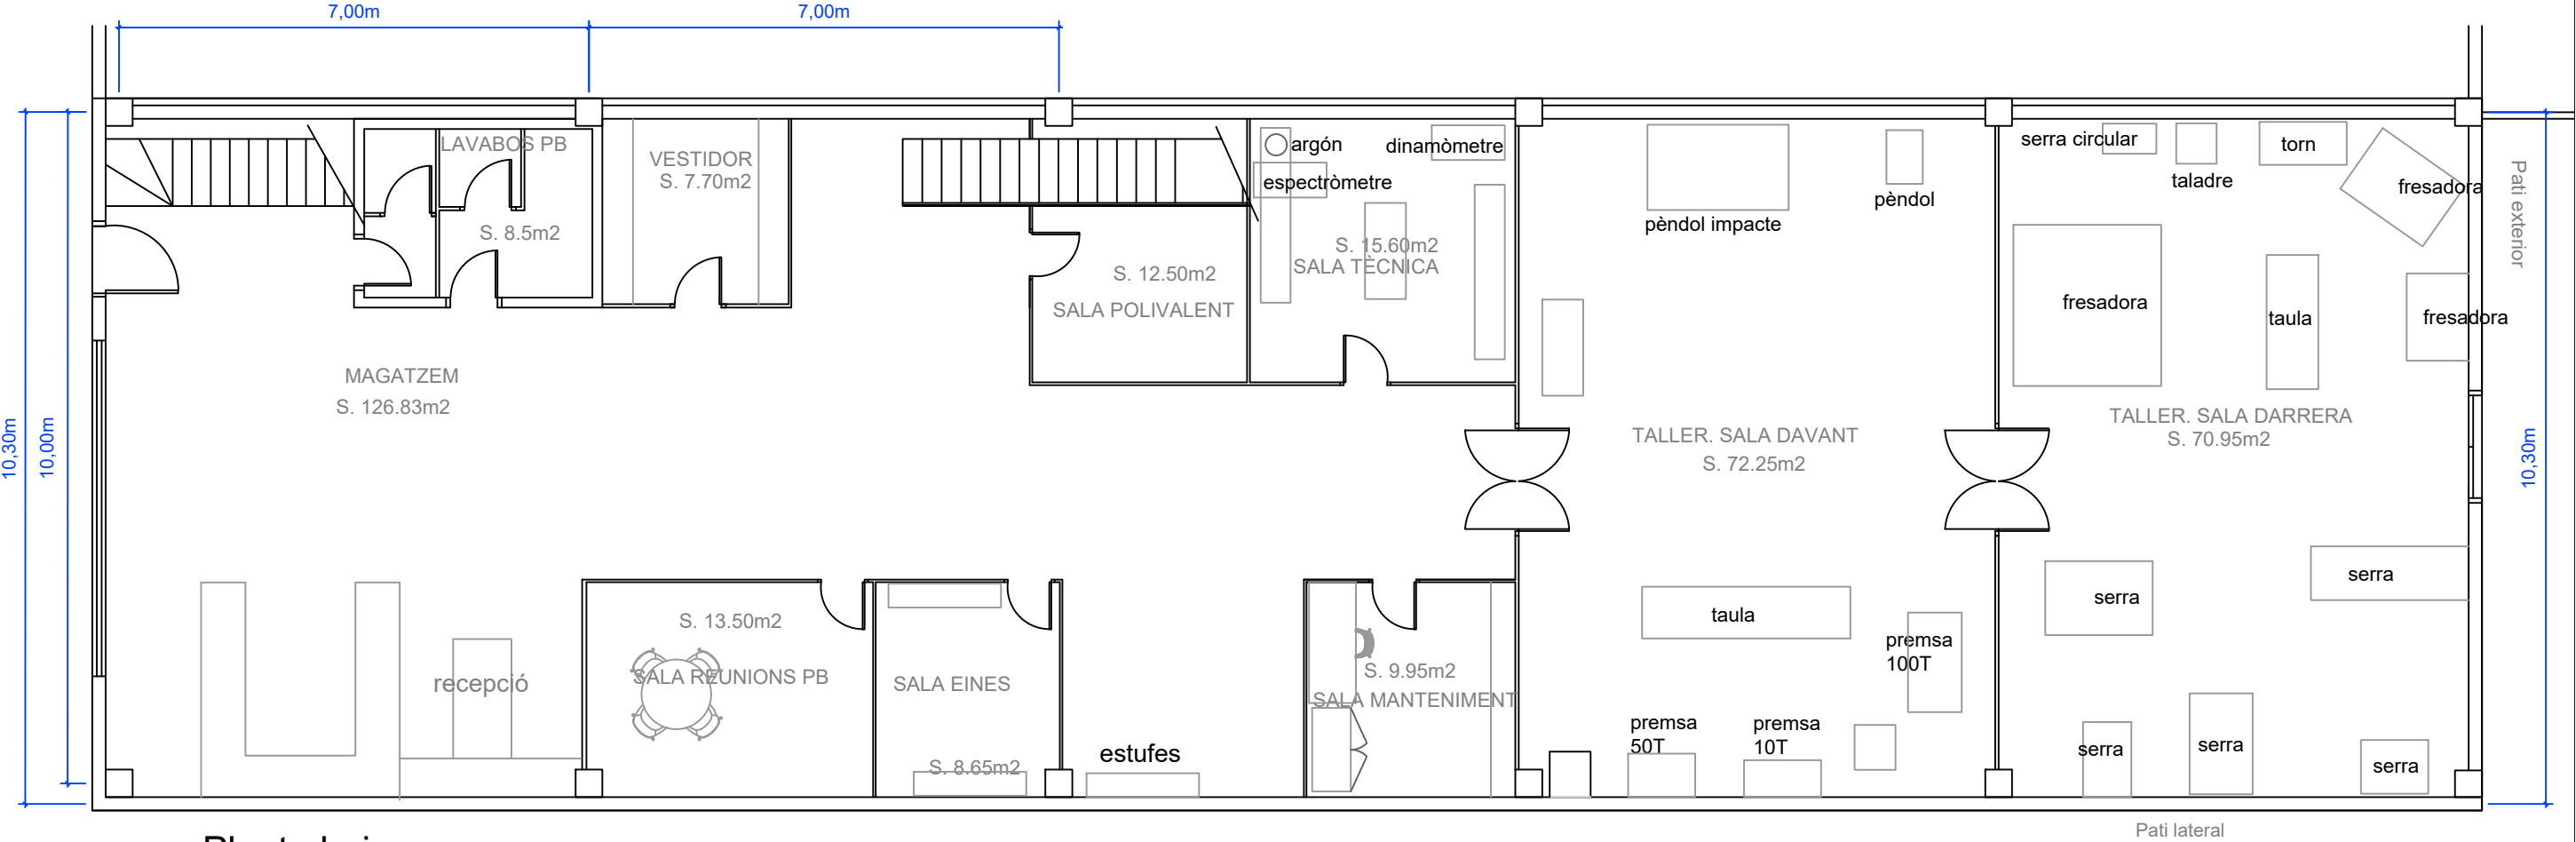 7,00m
7,00m
LAVABOS PB
S. 8.5m2
VESTIDOR
S. 7.70m2
argón
dinamòmetre
espectròmetre
S. 15.60m2
SALA TÈCNICA
S. 12.50m2
SALA POLIVALENT
pèndol impacte
pèndol
serra circular
taladre
torn
fresadora
fresadora
taula
fresadora
Pati exterior
MAGATZEM
S. 126.83m2
10,30m
10,00m
TALLER. SALA DAVANT
S. 72.25m2
TALLER. SALA DARRERA
S. 70.95m2
10,30m
recepció
S. 13.50m2
SALA REUNIONS PB
SALA EINES
S. 8.65m2
estufes
S. 9.95m2
SALA MANTENIMENT
taula
premsa
100T
premsa
50T
premsa
10T
serra
serra
serra
serra
serra
Pati lateral